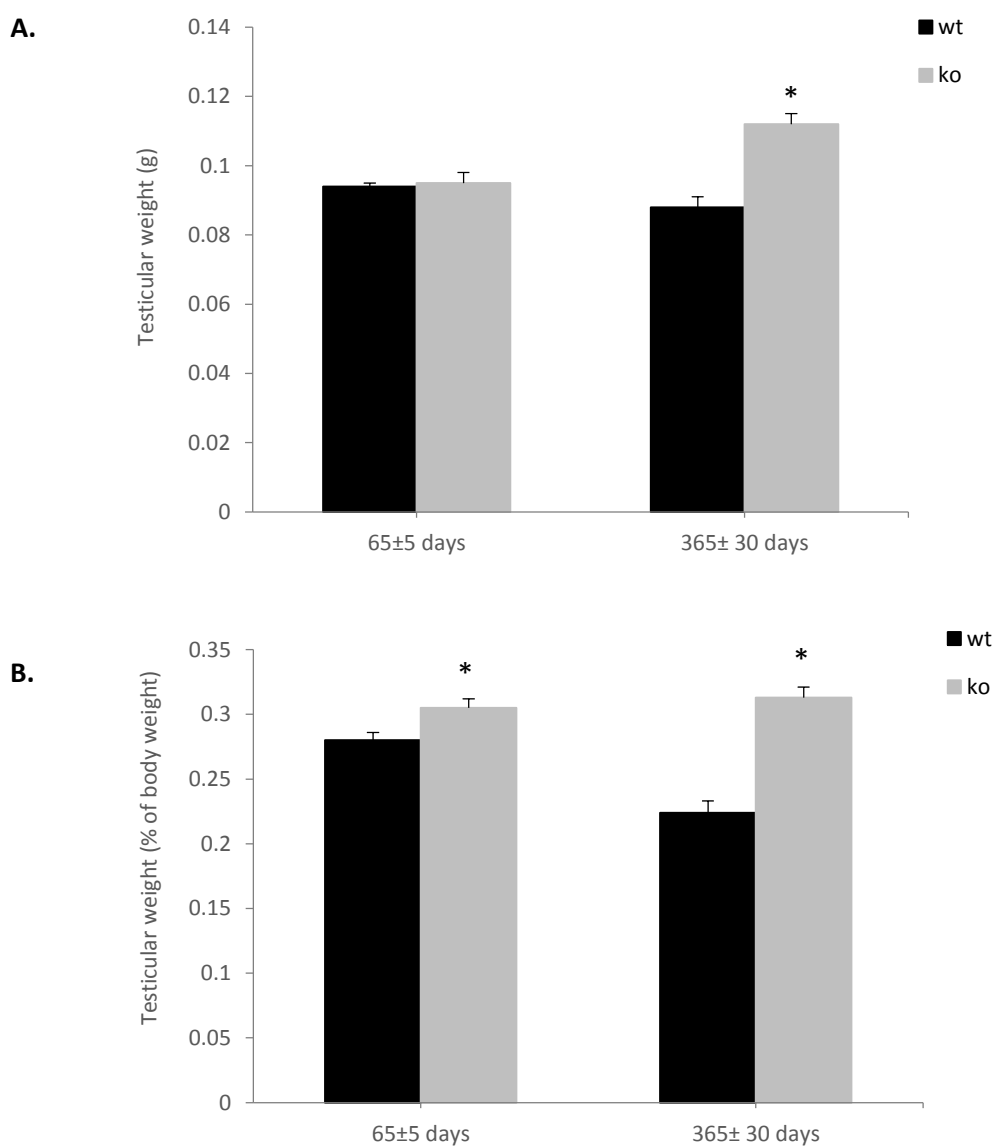 A.
Testicular weight (g)
0.14
0.12
0.1
0.08
0.06
0.04
0.02
0
*
wt
ko
65±5 days
365± 30 days
B.
Testicular weight (% of body weight)
0.35
0.3
0.25
0.2
0.15
0.1
0.05
0
*
*
wt
ko
65±5 days
365± 30 days